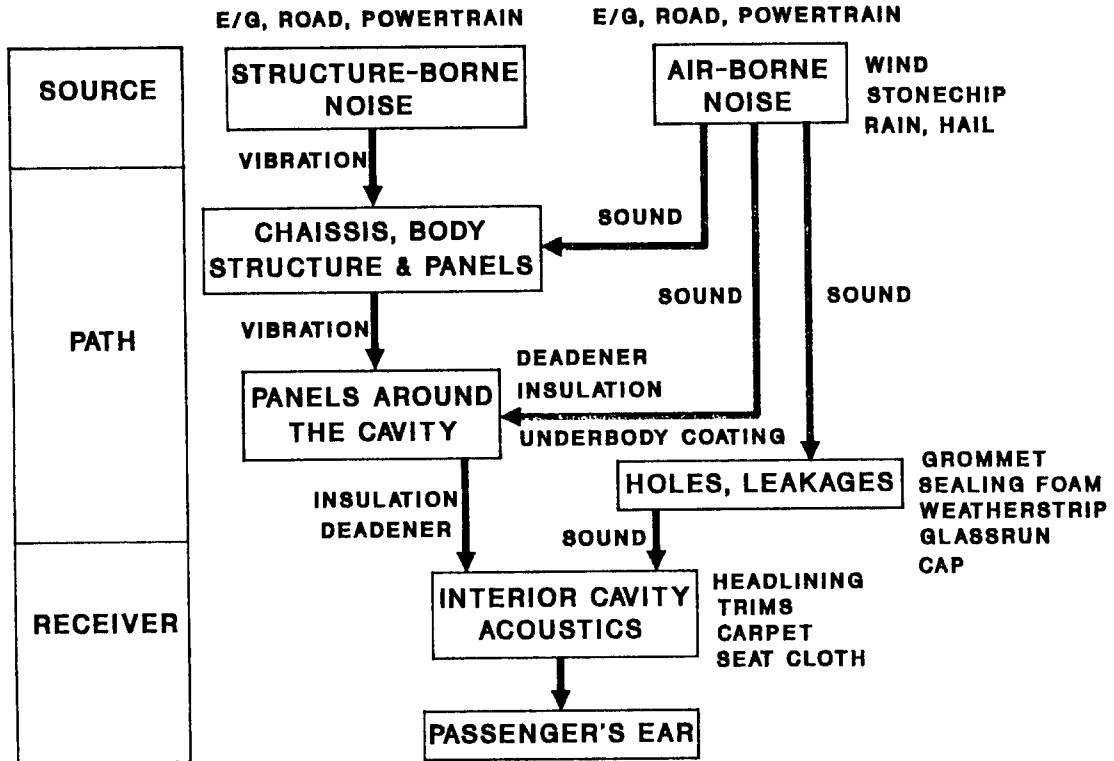 E/G, ROAD, POWERTRAIN
E/G, ROAD, POWERTRAIN
SOURCE
STRUCTURE-BORNE
NOISE
AIR-BORNE
NOISE
WIND
STONECHIP
RAIN, HAIL
VIBRATION
PATH
CHAISSIS, BODY
STRUCTURE & PANELS
SOUND
SOUND
SOUND
VIBRATION
PANELS AROUND
THE CAVITY
DEADENER
INSULATION
UNDERBODY COATING
HOLES, LEAKAGES
GROMMET
SEALING FOAM
WEATHERSTRIP
GLASSRUN
CAP
INSULATION
DEADENER
SOUND
RECEIVER
INTERIOR CAVITY
ACOUSTICS
HEADLINING
TRIMS
CARPET
SEAT CLOTH
PASSENGER'S EAR